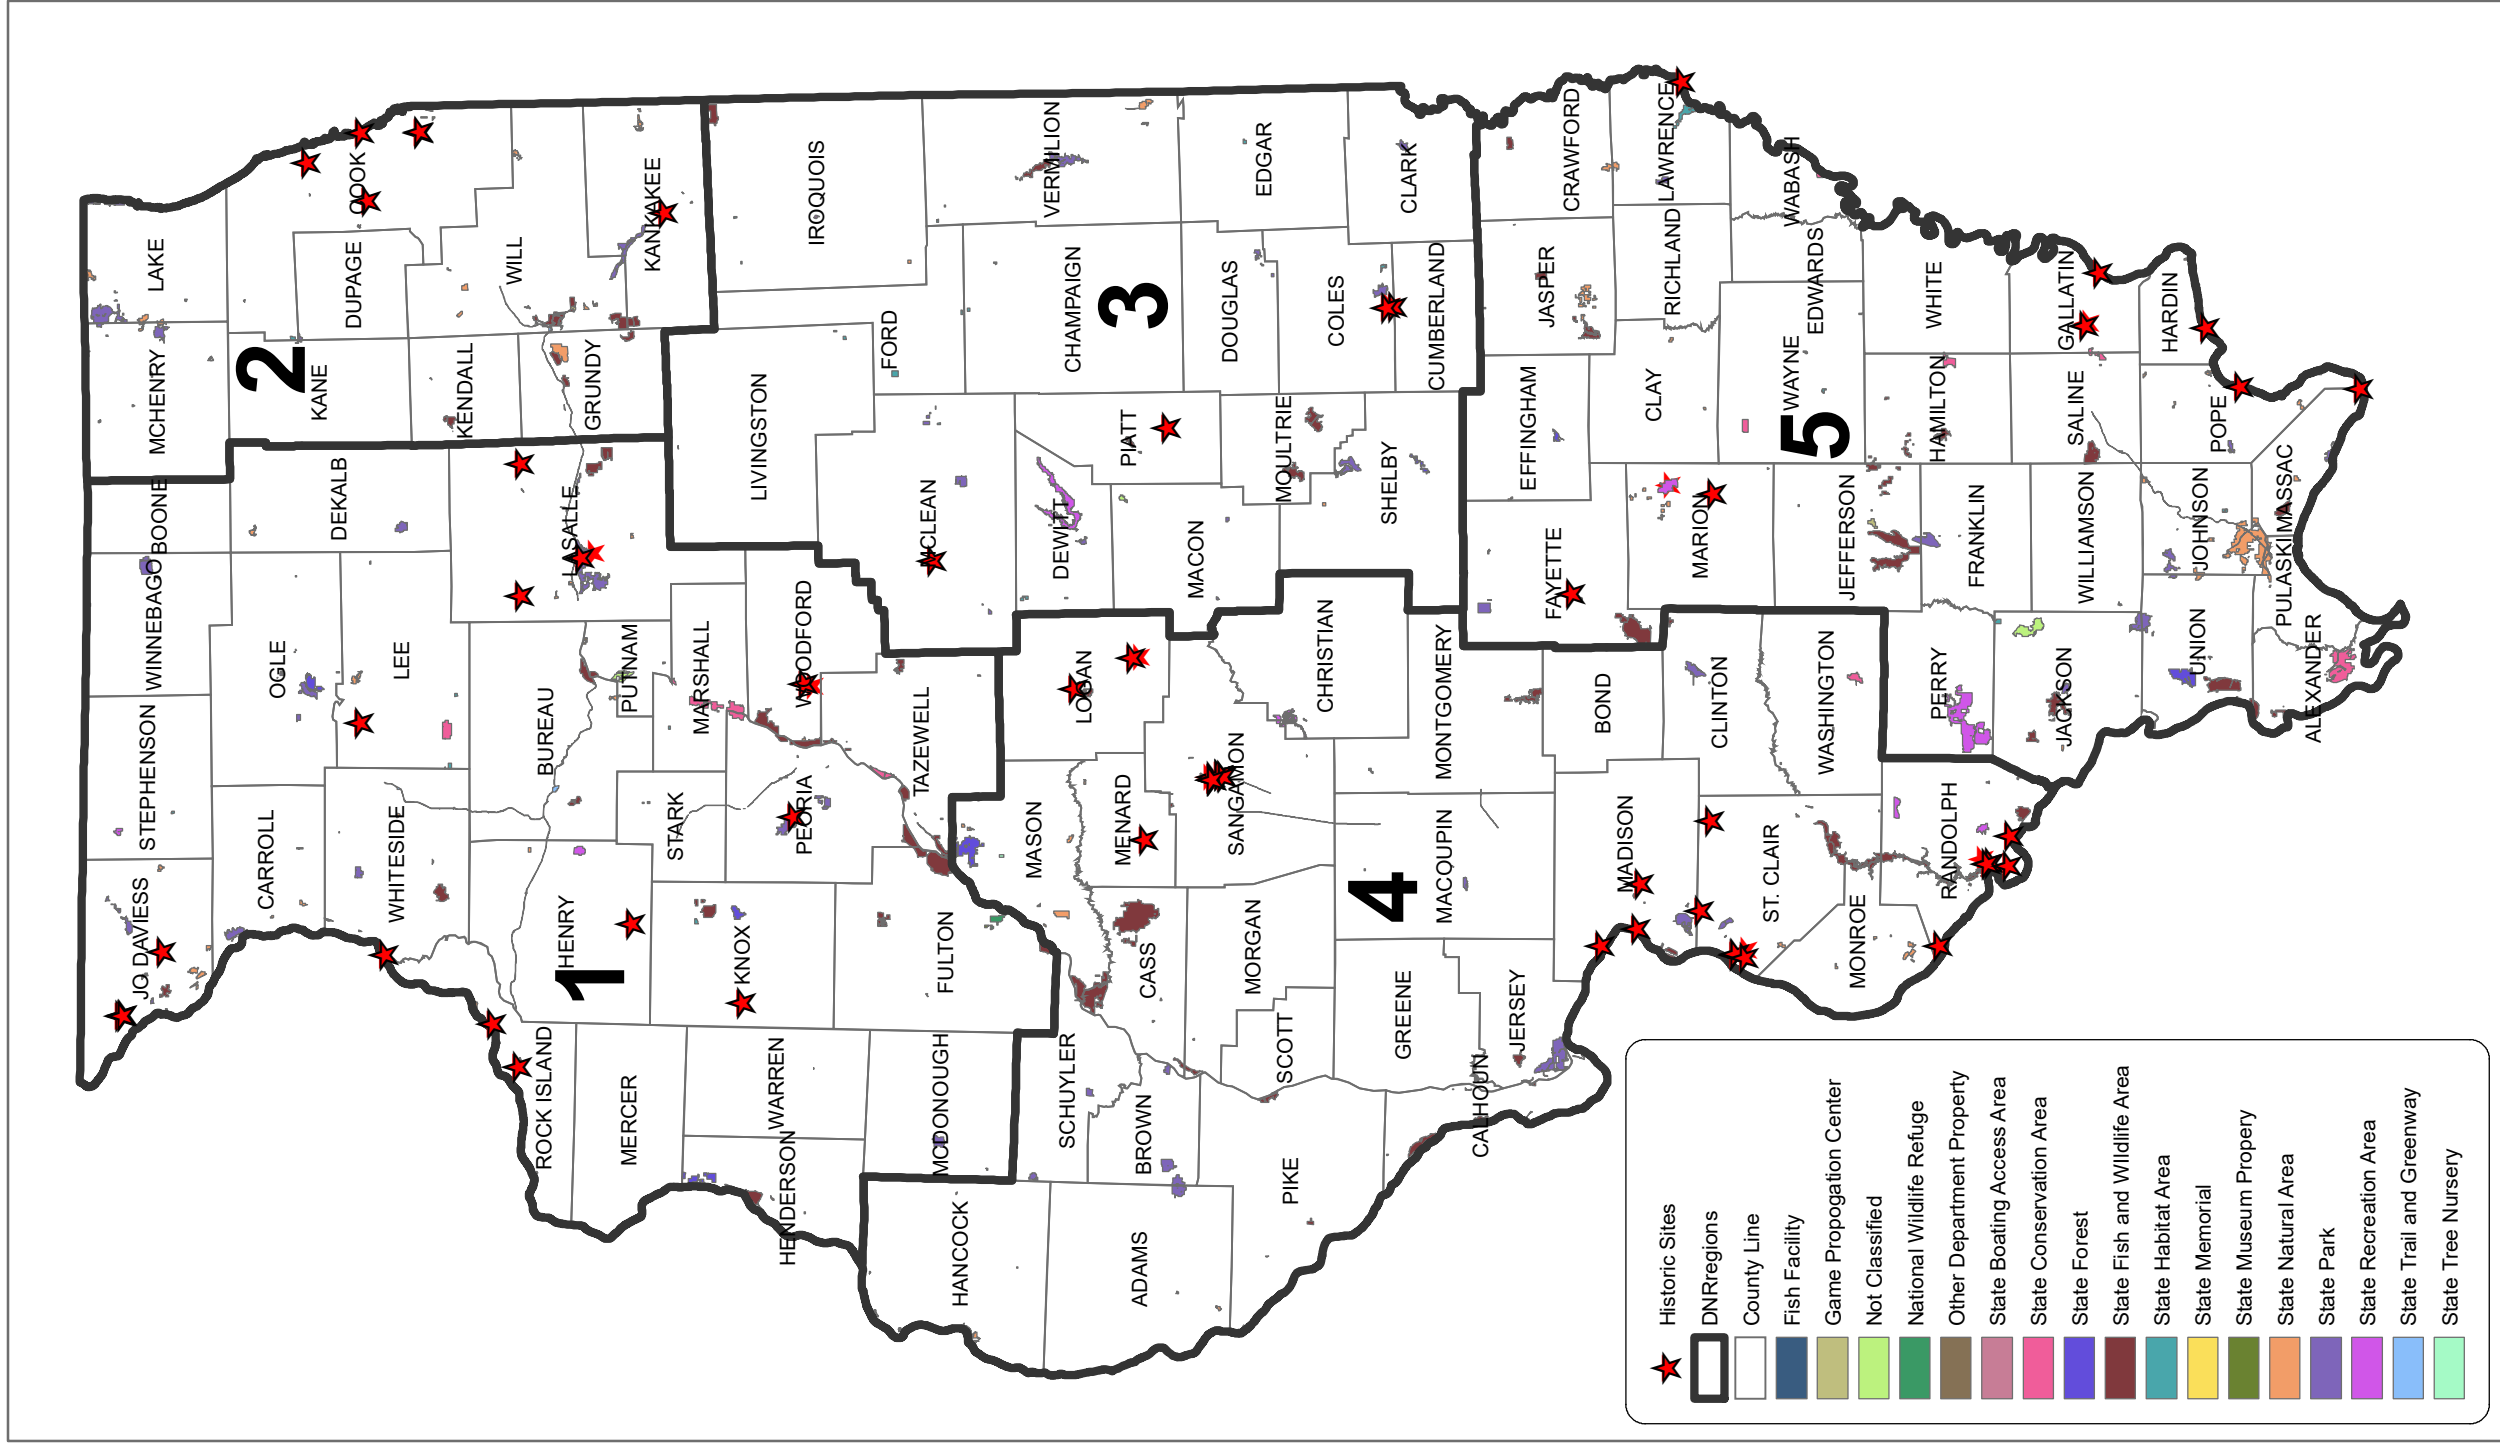 JO DAVIESS
STEPHENSON
WINNEBAGO
BOONE
MCHENRY
LAKE
CARROLL
OGLE
DEKALB
KANE
2
DUPAGE
COOK
WHITESIDE
LEE
KENDALL
WILL
ROCK ISLAND
HENRY
1
BUREAU
LASALLE
GRUNDY
KANKAKEE
MERCER
PUTNAM
KNOX
STARK
MARSHALL
LIVINGSTON
IROQUOIS
HENDERSON
WARREN
PEORIA
WOODFORD
FORD
FULTON
TAZEWELL
MCLEAN
HANCOCK
MCDONOUGH
MASON
LOGAN
DEWITT
CHAMPAIGN
VERMILION
SCHUYLER
MENARD
PIATT
3
ADAMS
BROWN
CASS
SANGAMON
MACON
DOUGLAS
EDGAR
PIKE
SCOTT
MORGAN
CHRISTIAN
MOULTRIE
COLES
SHELBY
CLARK
GREENE
4
MACOUPIN
MONTGOMERY
CUMBERLAND
CALHOUN
JERSEY
FAYETTE
EFFINGHAM
JASPER
CRAWFORD
MADISON
BOND
CLAY
RICHLAND
LAWRENCE
ST. CLAIR
CLINTON
MARION
WAYNE
5
EDWARDS
WABASH
MONROE
WASHINGTON
JEFFERSON
RANDOLPH
PERRY
FRANKLIN
HAMILTON
WHITE
JACKSON
WILLIAMSON
SALINE
GALLATIN
UNION
JOHNSON
POPE
HARDIN
ALEXANDER
PULASKI
MASSAC
Historic Sites
DNRregions
County Line
Fish Facility
Game Propogation Center
Not Classified
National Wildlife Refuge
Other Department Property
State Boating Access Area
State Conservation Area
State Forest
State Fish and WIldlife Area
State Habitat Area
State Memorial
State Museum Propery
State Natural Area
State Park
State Recreation Area
State Trail and Greenway
State Tree Nursery